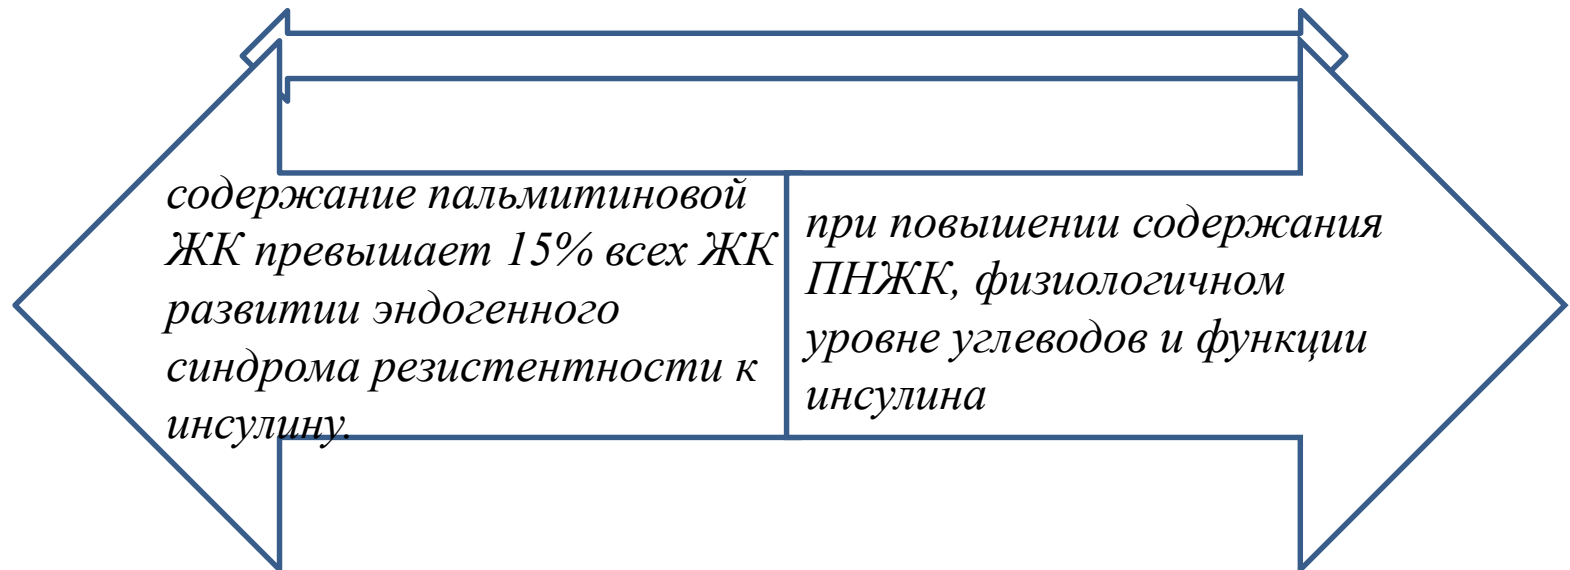 содержание пальмитиновой
ЖК превышает 15% всех ЖК
развитии эндогенного
синдрома резистентности к
инсулину.
при повышении содержания
ПНЖК, физиологичном
уровне углеводов и функции
инсулина